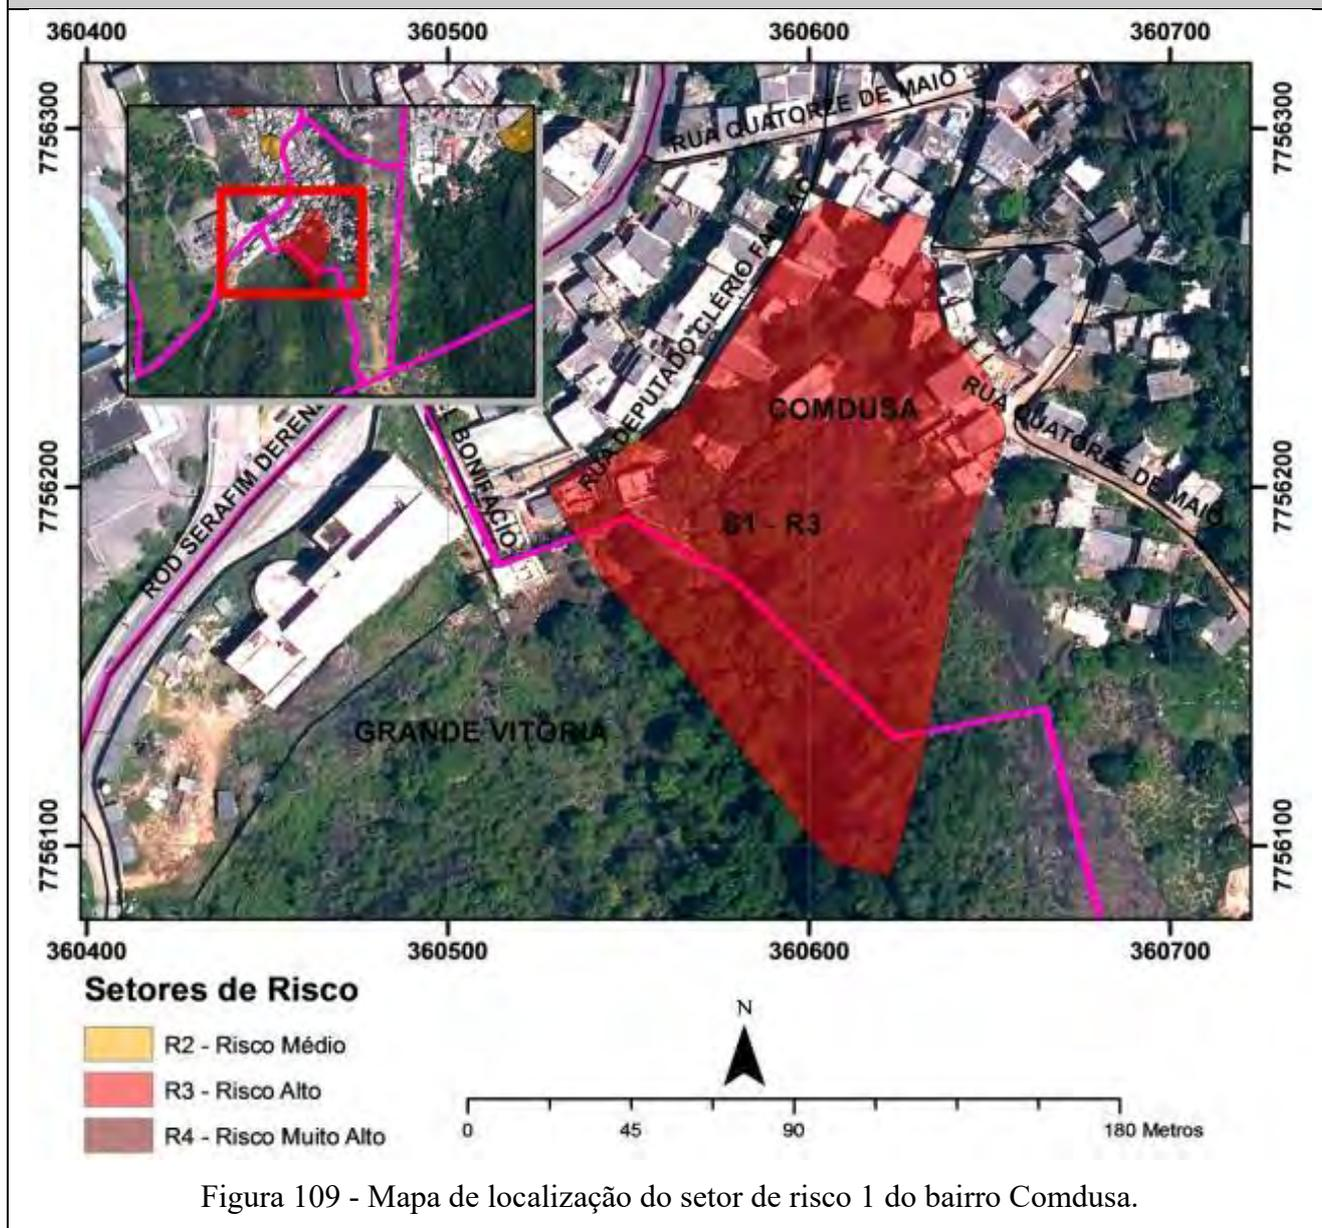 360400 360500 360600 360700
7756300
7756300
RUA QUATORZE DE MAIO
RUA DEPUTADO CLÉRIO
COMDUSA
RUA QUATORZE DE MAIO
7756200
7756200
BONIFACIO
ROD SERAFIM
S1 - R3
GRANDE VITORIA
7756100
7756100
360400 360500 360600 360700
Setores de Risco
R2 - Risco Médio
R3 - Risco Alto
R4 - Risco Muito Alto
N
0 45 90 180 Metros
Figura 109 - Mapa de localização do setor de risco 1 do bairro Comdusa.